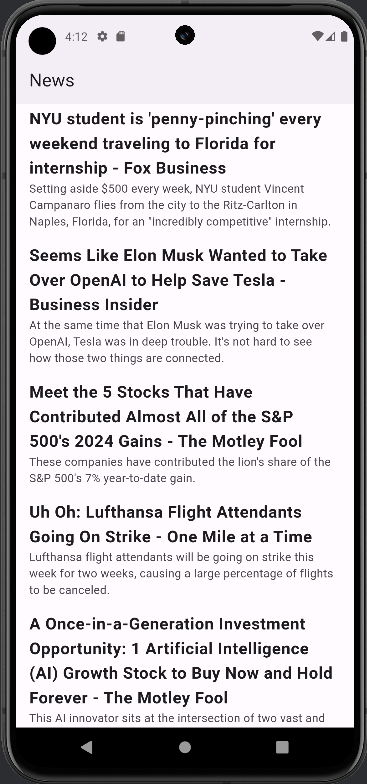 4:12
News
NYU student is 'penny-pinching' every
weekend traveling to Florida for
internship - Fox Business
Setting aside $500 every week, NYU student Vincent
Campanaro flies from the city to the Ritz-Carlton in
Naples, Florida, for an "incredibly competitive" internship.
Seems Like Elon Musk Wanted to Take
Over OpenAI to Help Save Tesla -
Business Insider
At the same time that Elon Musk was trying to take over
OpenAI, Tesla was in deep trouble. It's not hard to see
how those two things are connected.
Meet the 5 Stocks That Have
Contributed Almost All of the S&P
500's 2024 Gains - The Motley Fool
These companies have contributed the lion's share of the
S&P 500's 7% year-to-date gain.
Uh Oh: Lufthansa Flight Attendants
Going On Strike - One Mile at a Time
Lufthansa flight attendants will be going on strike this
week for two weeks, causing a large percentage of flights
to be canceled.
A Once-in-a-Generation Investment
Opportunity: 1 Artificial Intelligence
(AI) Growth Stock to Buy Now and Hold
Forever - The Motley Fool
This AI innovator sits at the intersection of two vast and